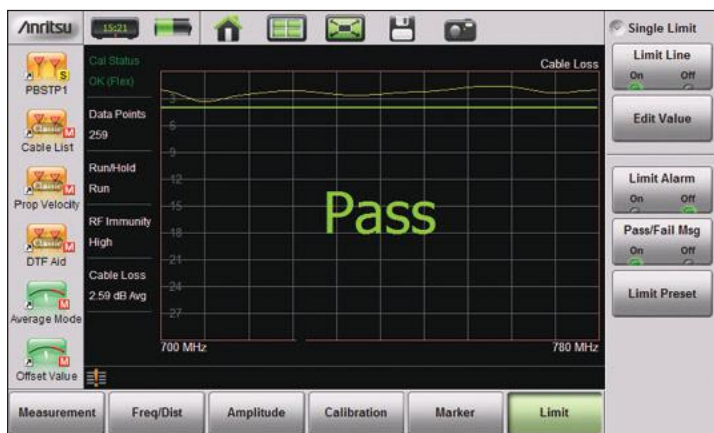 Anritsu
15:21
Single Limit
Limit Line
On Off
Edit Value
Limit Alarm
On Off
Pass/Fail Msg
On Off
Limit Preset
S
PBSTP1
Classic M
Cable List
Classic M
Prop Velocity
Classic M
DTF Aid
M
Average Mode
M
Offset Value
Cal Status
OK (Flex)
Data Points
259
Run/Hold
Run
RF Immunity
High
Cable Loss
2.59 dB Avg
Cable Loss
3
6
9
12
15
18
21
24
27
Pass
700 MHz
780 MHz
Measurement
Freq/Dist
Amplitude
Calibration
Marker
Limit